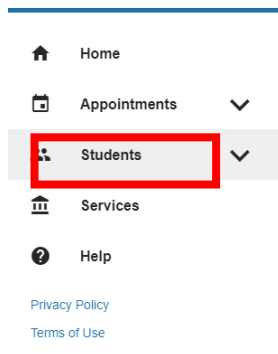 Home
Appointments
Students
Services
Help
Privacy Policy
Terms of Use